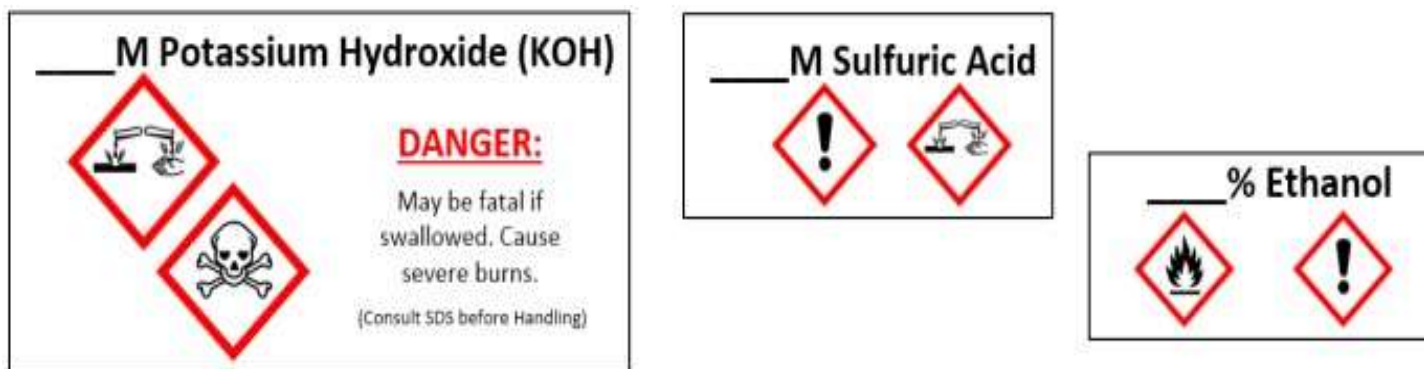 ____M Potassium Hydroxide (KOH)
DANGER:
May be fatal if
swallowed. Cause
severe burns.
(Consult SDS before Handling)
____M Sulfuric Acid
____% Ethanol